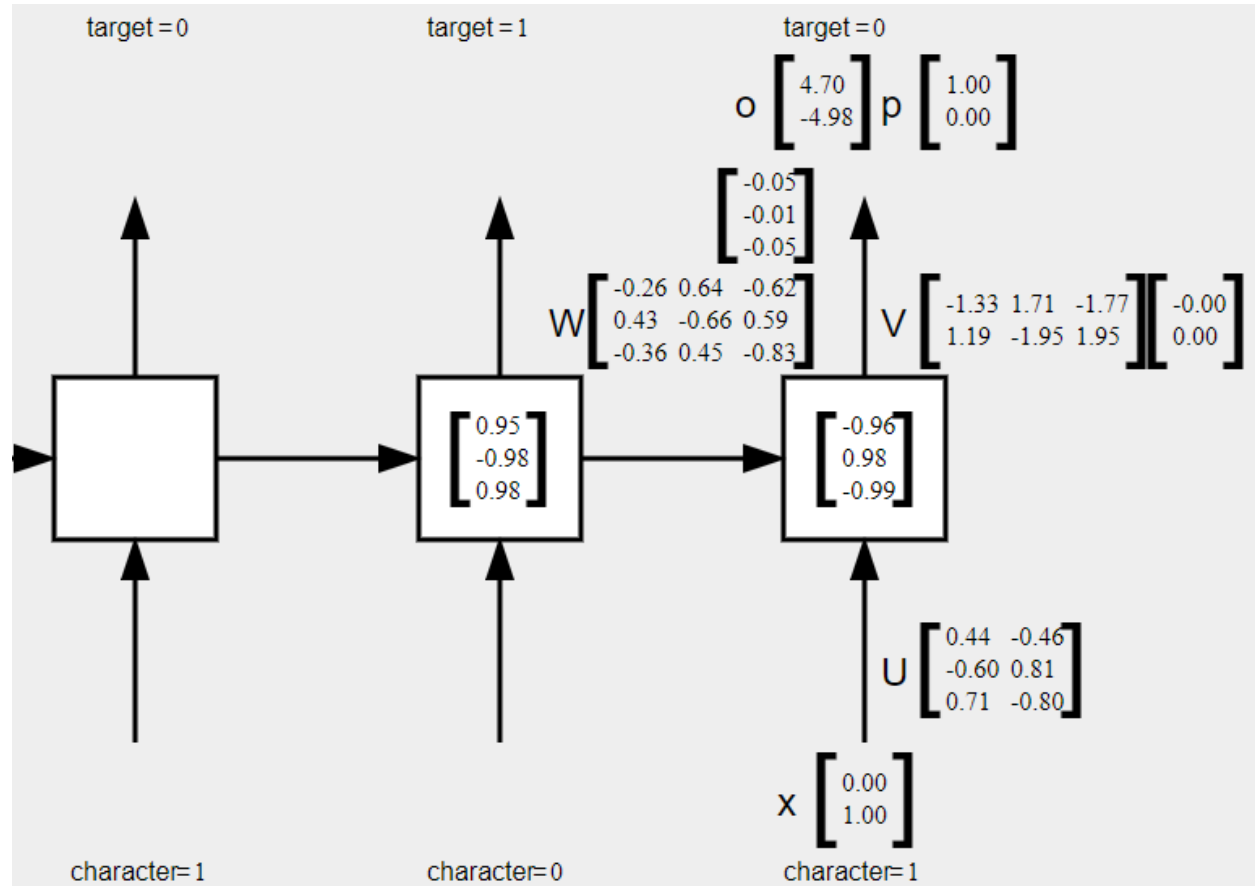 target=0 target=1 target=0
o 4.70 p 1.00
-4.98 0.00
-0.05
-0.01
-0.05
W -0.26 0.64 -0.62 V -1.33 1.71 -1.77 -0.00
0.43 -0.66 0.59 1.19 -1.95 1.95 0.00
-0.36 0.45 -0.83
0.95 -0.96
-0.98 0.98
0.98 -0.99
U 0.44 -0.46
-0.60 0.81
0.71 -0.80
x 0.00
1.00
character=1 character=0 character=1